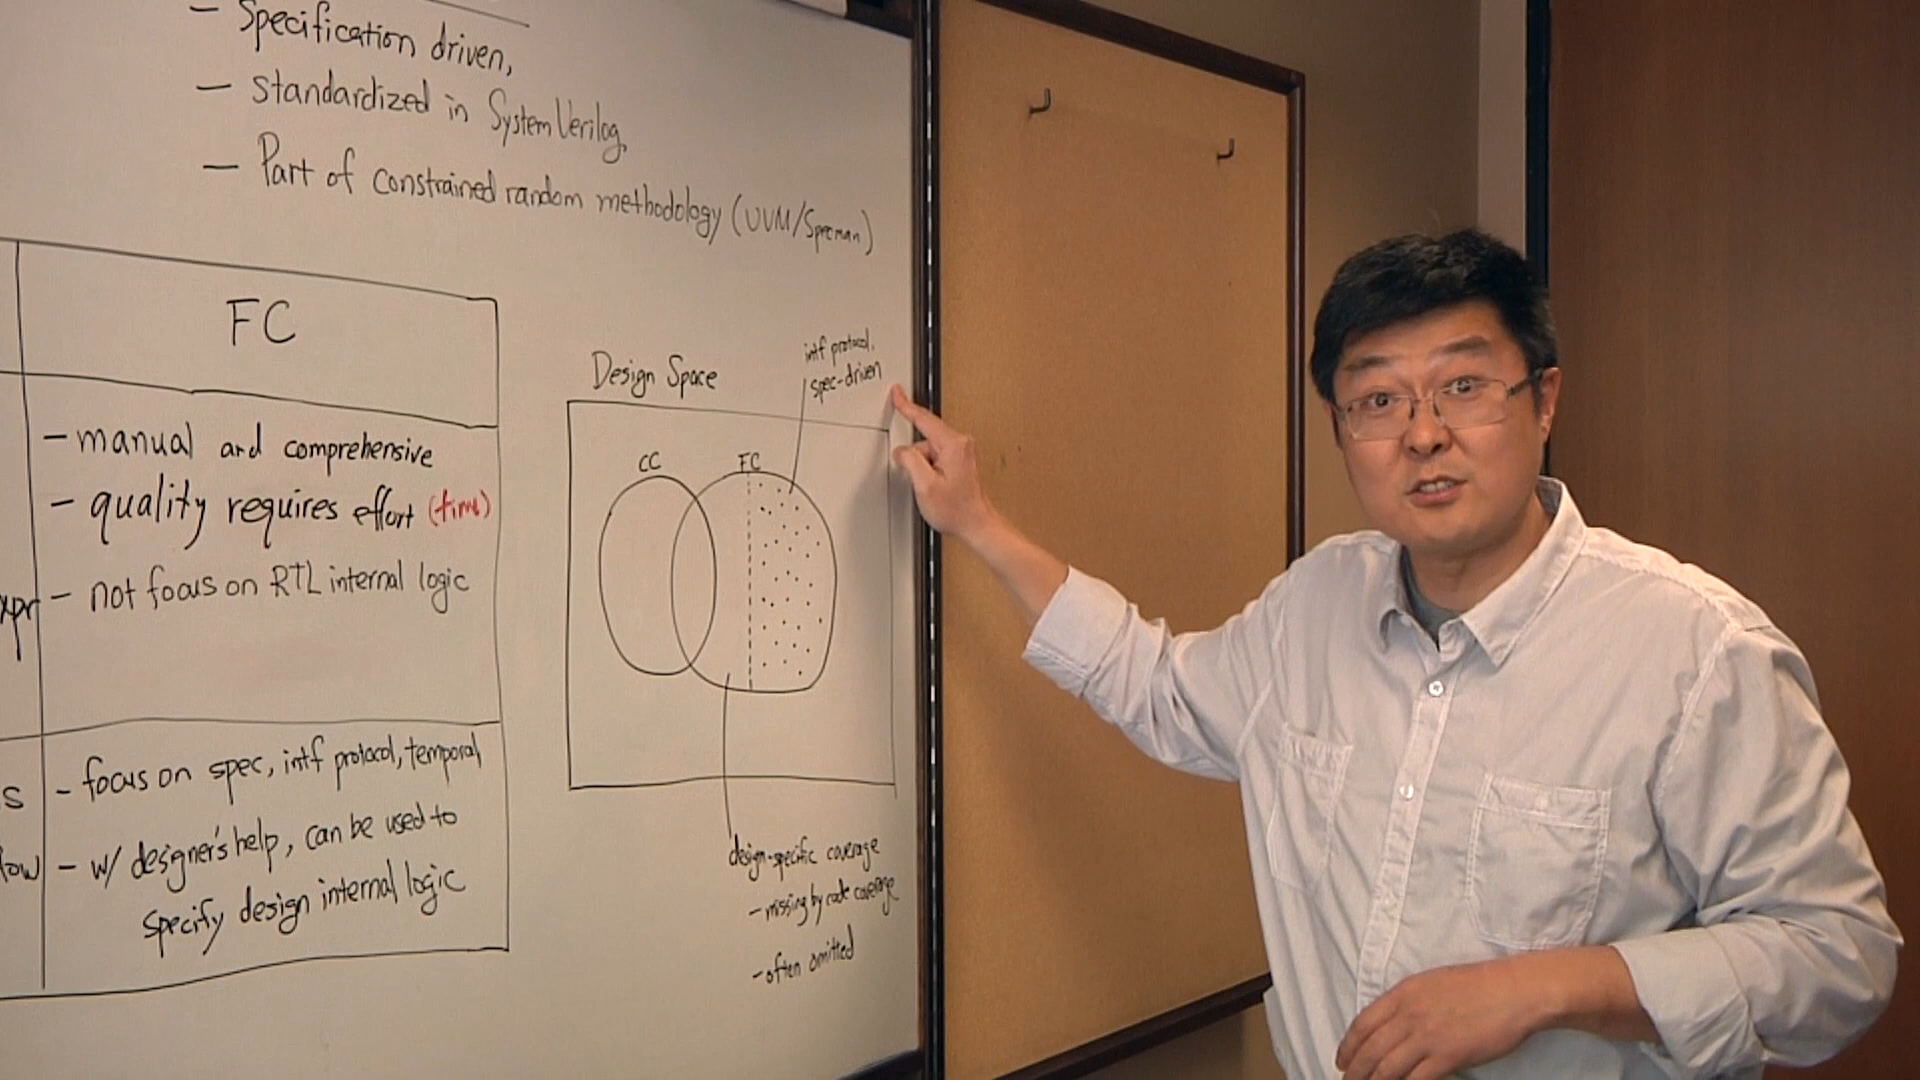 - Specification driven,
- Standardized in SystemVerilog,
- Part of constrained random methodology (UVM/Specman)
FC
- manual and comprehensive
- quality requires effort (time)
- not focus on RTL internal logic
xpr
- focus on spec, intf protocol, temporal
- w/ designer's help, can be used to
specify design internal logic
s
low
Design Space
intf protocol,
spec-driven
CC
FC
design-specific coverage
- missing by code coverage
- often omitted